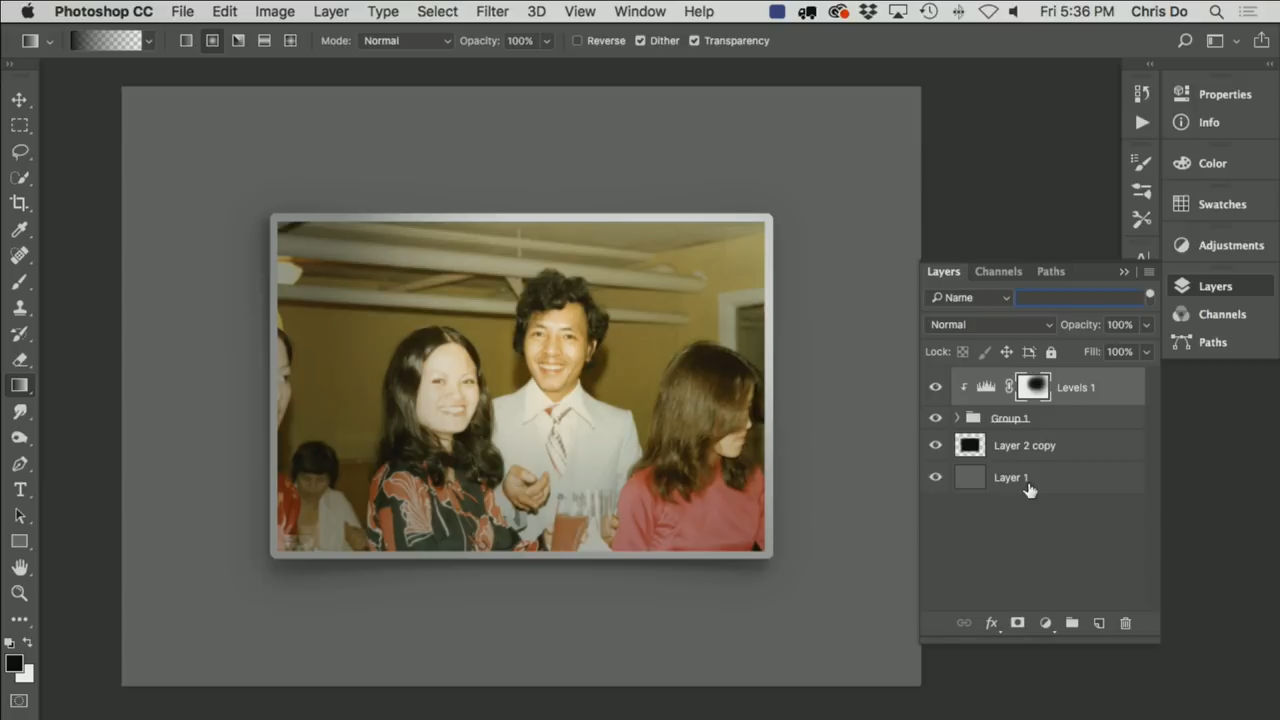 Photoshop CC File Edit Image Layer Type Select Filter 3D View Window Help Fri 5:36 PM Chris Do
Mode: Normal Opacity: 100% Reverse Dither Transparency
Properties
Info
Color
Swatches
Adjustments
Layers
Channels
Paths
Layers Channels Paths
Name
Normal Opacity: 100%
Lock: Fill: 100%
Levels 1
Group 1
Layer 2 copy
Layer 1
fx